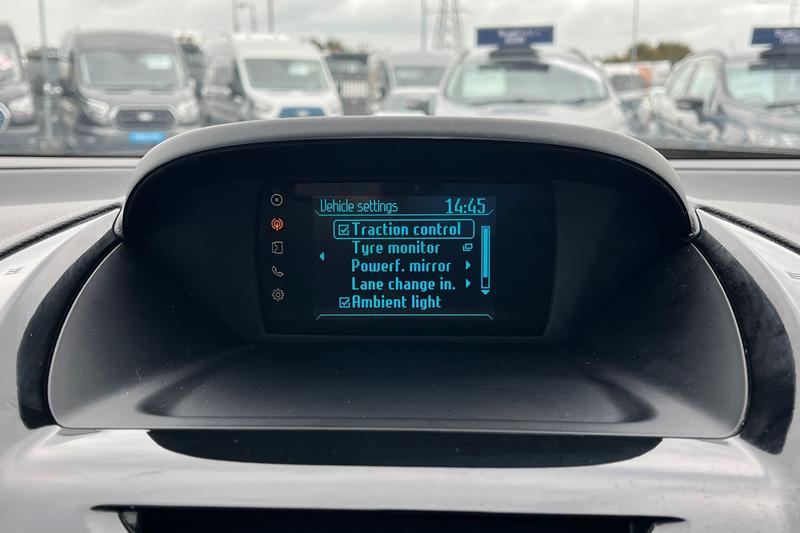 Vehicle settings 14:45
Traction control
Tyre monitor
Powerf. mirror
Lane change in.
Ambient light